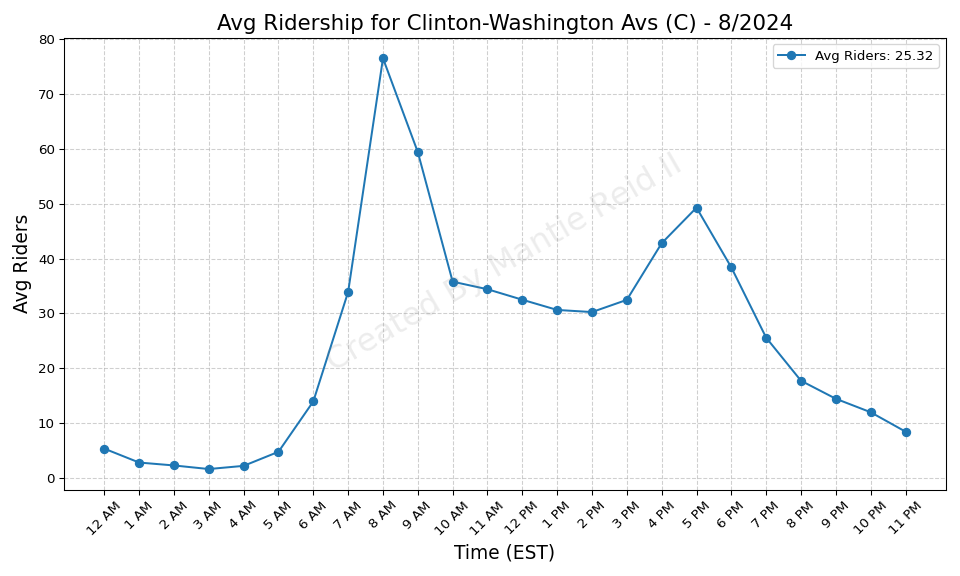 Avg Ridership for Clinton-Washington Avs (C) - 8/2024
Avg Riders: 25.32
80
70
60
50
40
30
20
10
0
Avg Riders
Created By Mantie Reid II
12 AM
1 AM
2 AM
3 AM
4 AM
5 AM
6 AM
7 AM
8 AM
9 AM
10 AM
11 AM
12 PM
1 PM
2 PM
3 PM
4 PM
5 PM
6 PM
7 PM
8 PM
9 PM
10 PM
11 PM
Time (EST)